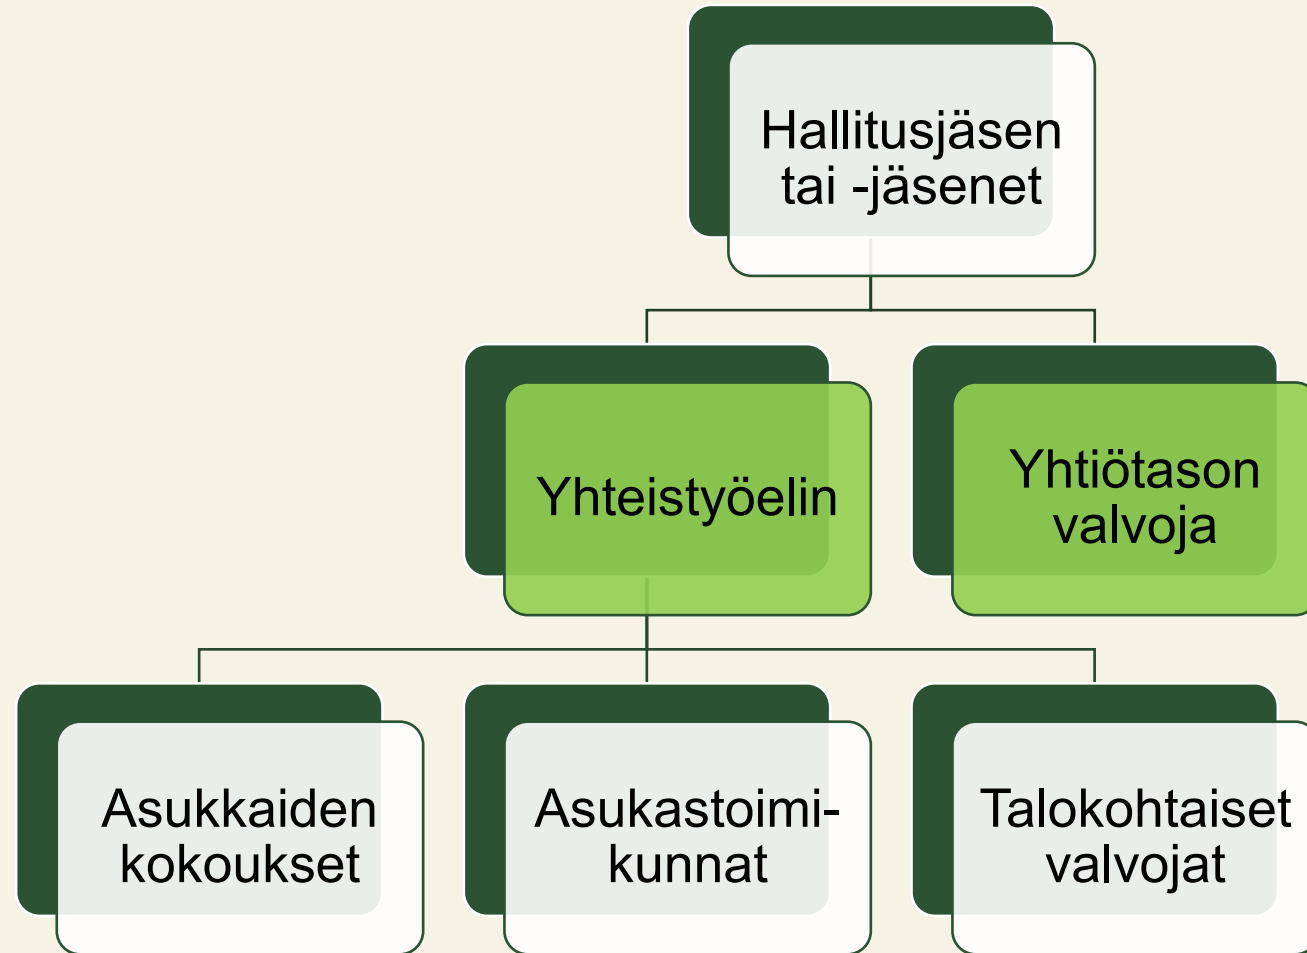 Hallitusjäsen
tai -jäsenet
Yhteistyöelin
Yhtiötason
valvoja
Asukkaiden
kokoukset
Asukastoimi-
kunnat
Talokohtaiset
valvojat